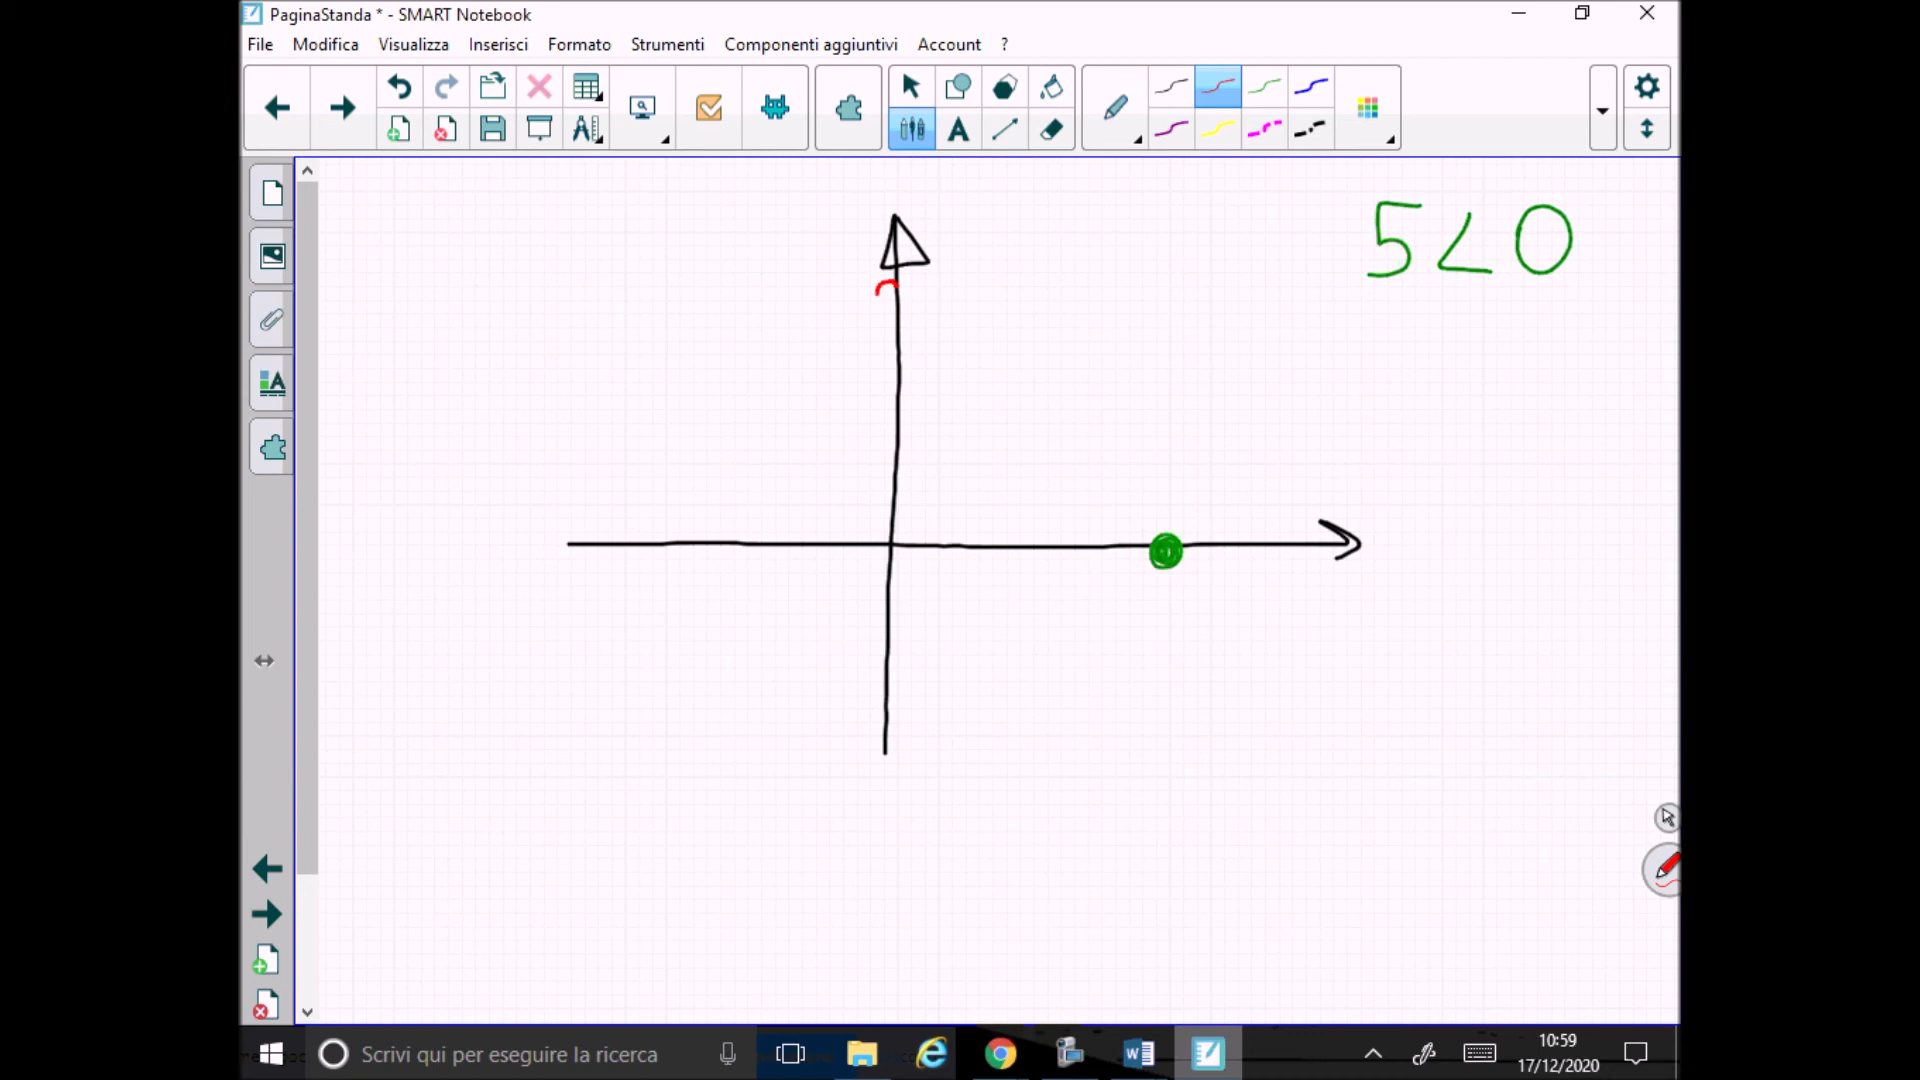 PaginaStanda * - SMART Notebook
File Modifica Visualizza Inserisci Formato Strumenti Componenti aggiuntivi Account ?
5<0
Scrivi qui per eseguire la ricerca
10:59
17/12/2020